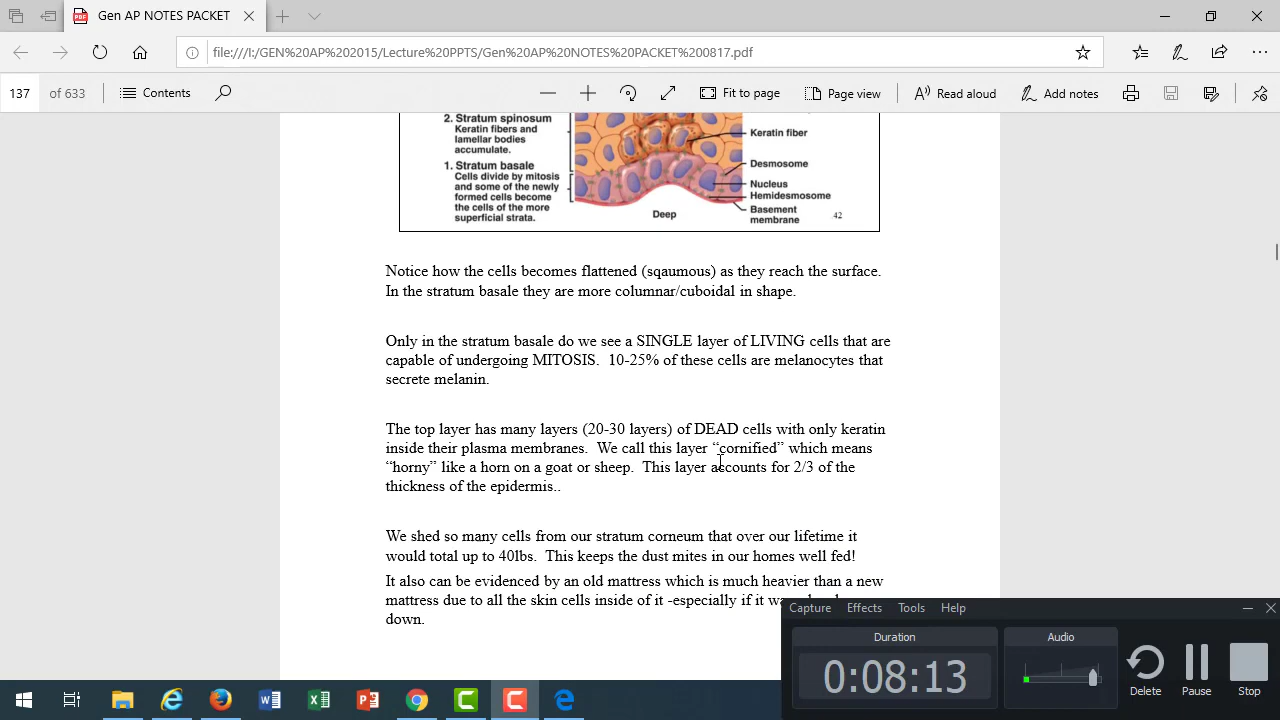 Gen AP NOTES PACKET
file:///I:/GEN%20AP%202015/Lecture%20PPTS/Gen%20AP%20NOTES%20PACKET%200817.pdf
137 of 633 Contents Fit to page Page view Read aloud Add notes
2. Stratum spinosum
Keratin fibers and
lamellar bodies
accumulate.
1. Stratum basale
Cells divide by mitosis
and some of the newly
formed cells become
the cells of the more
superficial strata.
Keratin fiber
Desmosome
Nucleus
Hemidesmosome
Basement
membrane
Deep
42
Notice how the cells becomes flattened (sqaumous) as they reach the surface.
In the stratum basale they are more columnar/cuboidal in shape.
Only in the stratum basale do we see a SINGLE layer of LIVING cells that are
capable of undergoing MITOSIS. 10-25% of these cells are melanocytes that
secrete melanin.
The top layer has many layers (20-30 layers) of DEAD cells with only keratin
inside their plasma membranes. We call this layer “cornified” which means
“horny” like a horn on a goat or sheep. This layer accounts for 2/3 of the
thickness of the epidermis..
We shed so many cells from our stratum corneum that over our lifetime it
would total up to 40lbs. This keeps the dust mites in our homes well fed!
It also can be evidenced by an old mattress which is much heavier than a new
mattress due to all the skin cells inside of it -especially if it
down.
Capture Effects Tools Help
Duration
Audio
0:08:13
Delete Pause Stop